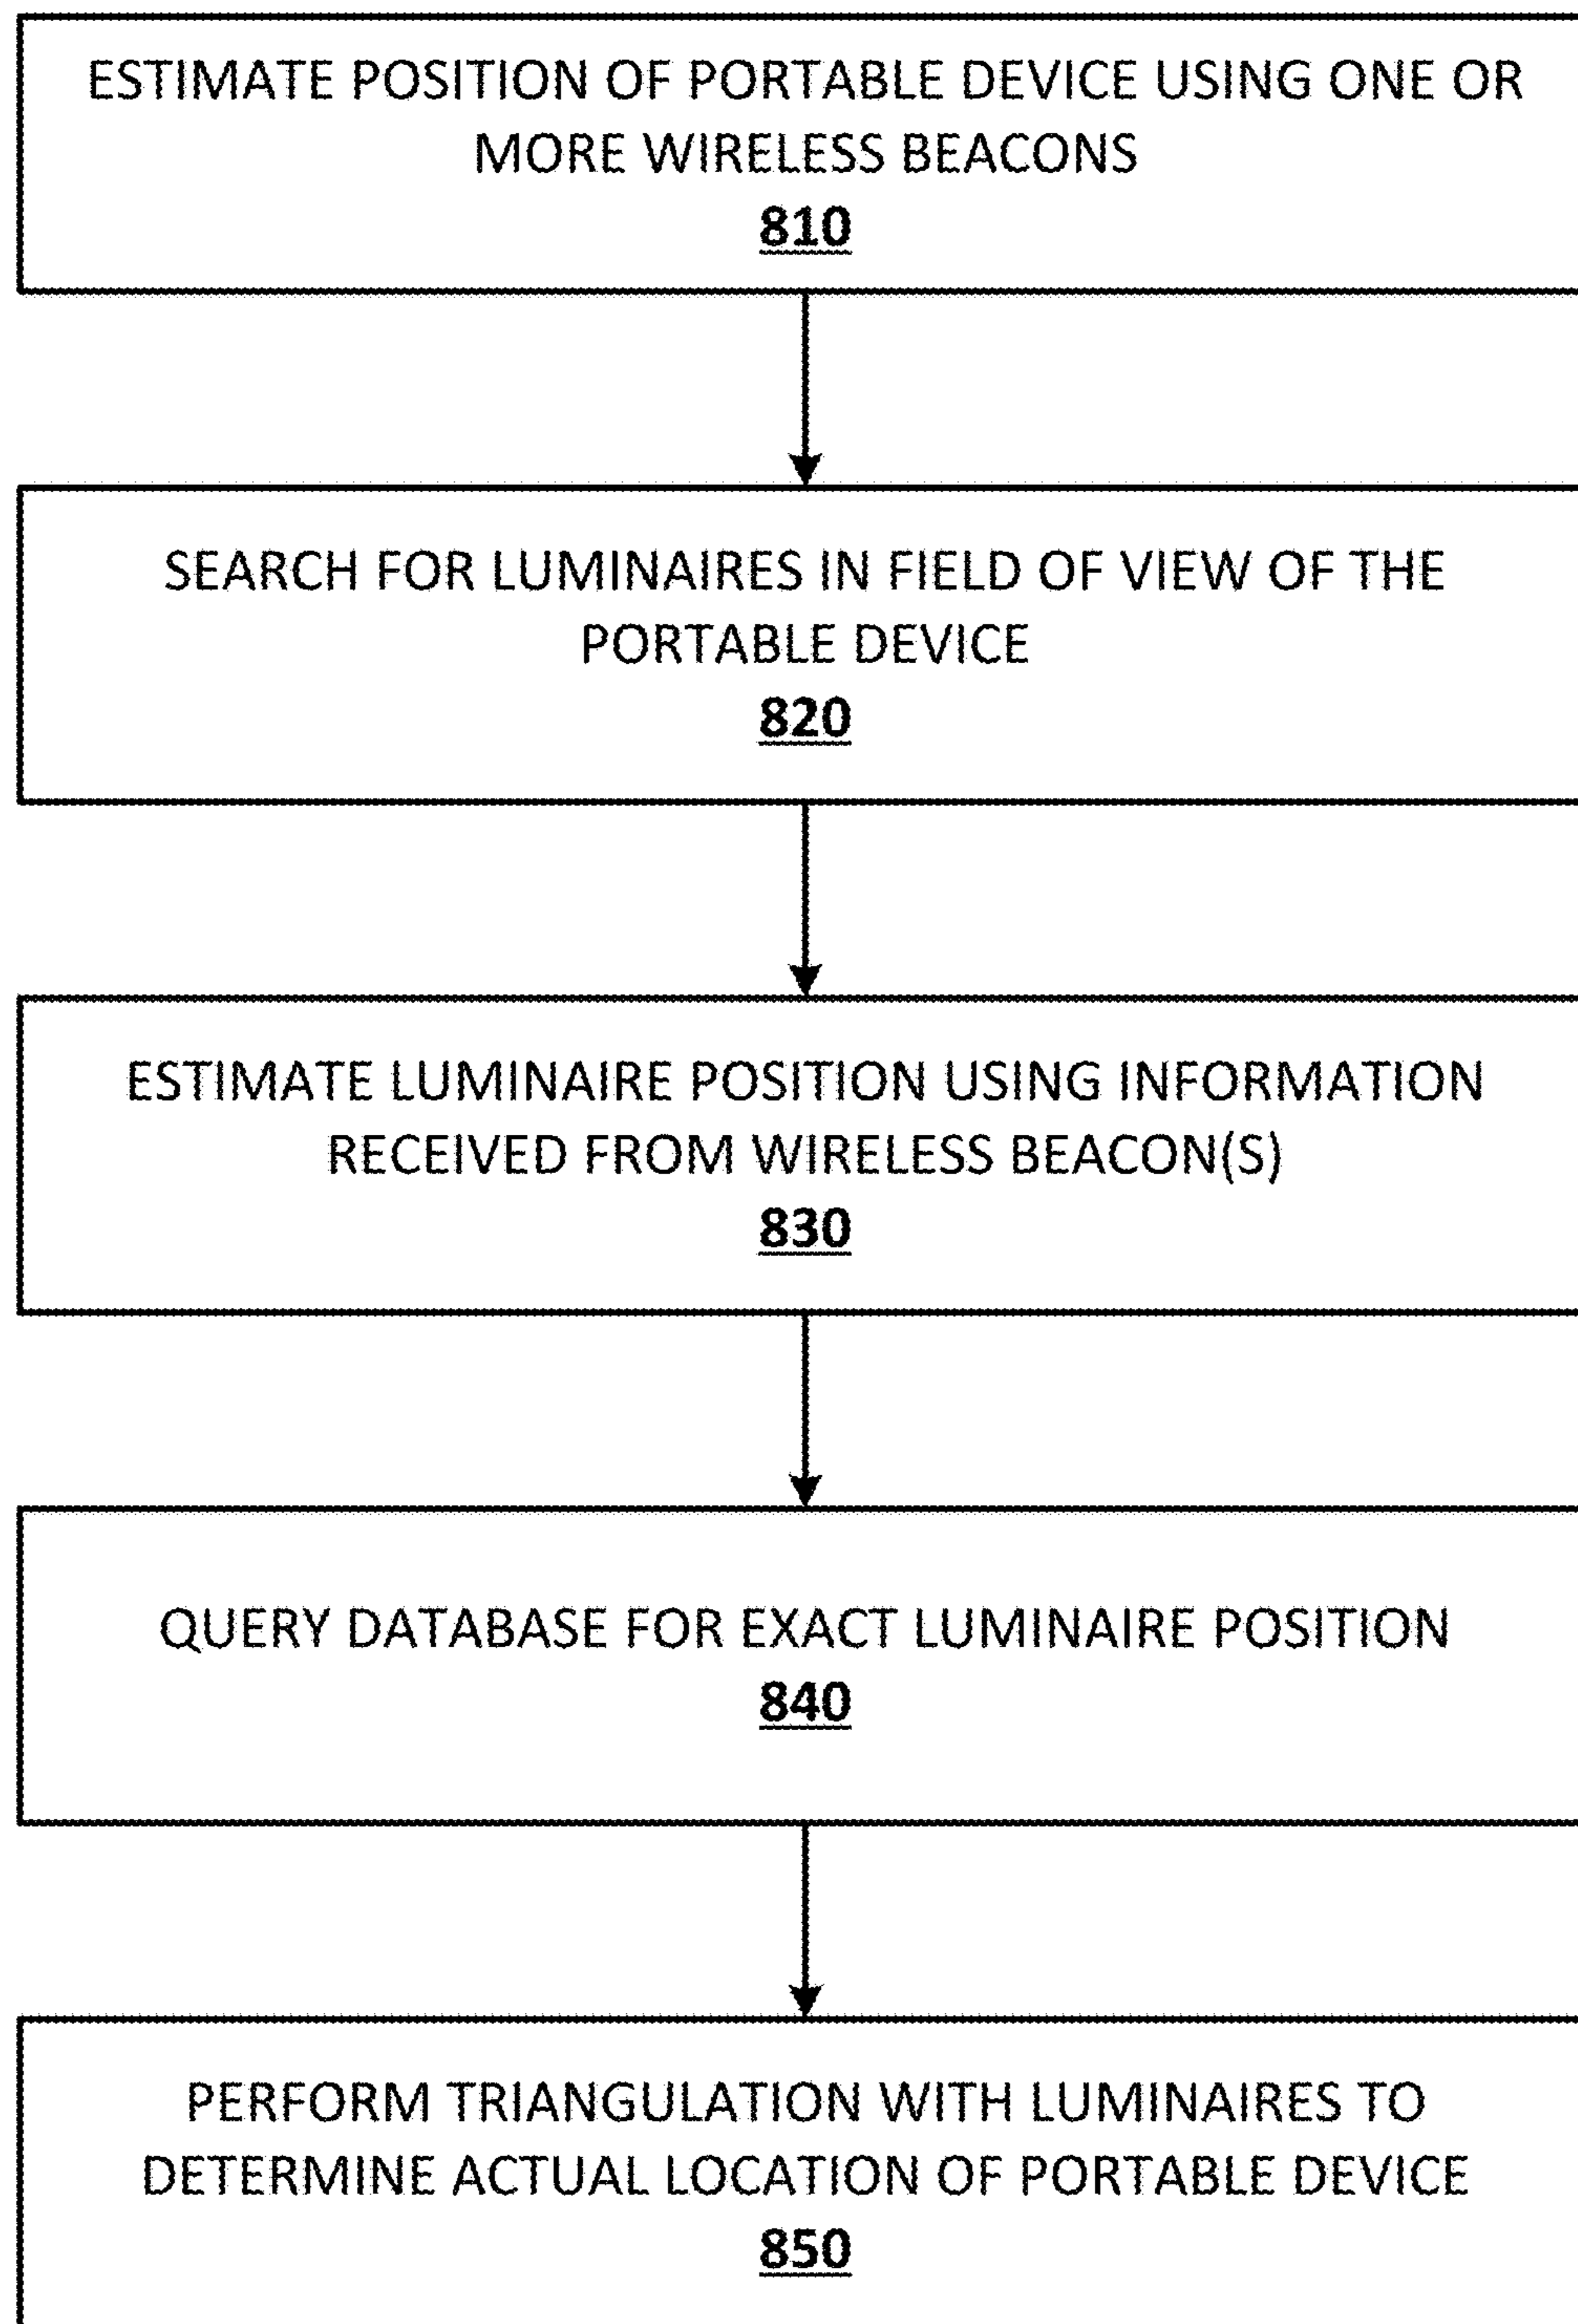 ESTIMATE POSITION OF PORTABLE DEVICE USING ONE OR
MORE WIRELESS BEACONS
810
SEARCH FOR LUMINAIRES IN FIELD OF VIEW OF THE
PORTABLE DEVICE
820
ESTIMATE LUMINAIRE POSITION USING INFORMATION
RECEIVED FROM WIRELESS BEACON(S)
830
QUERY DATABASE FOR EXACT LUMINAIRE POSITION
840
PERFORM TRIANGULATION WITH LUMINAIRES TO
DETERMINE ACTUAL LOCATION OF PORTABLE DEVICE
850